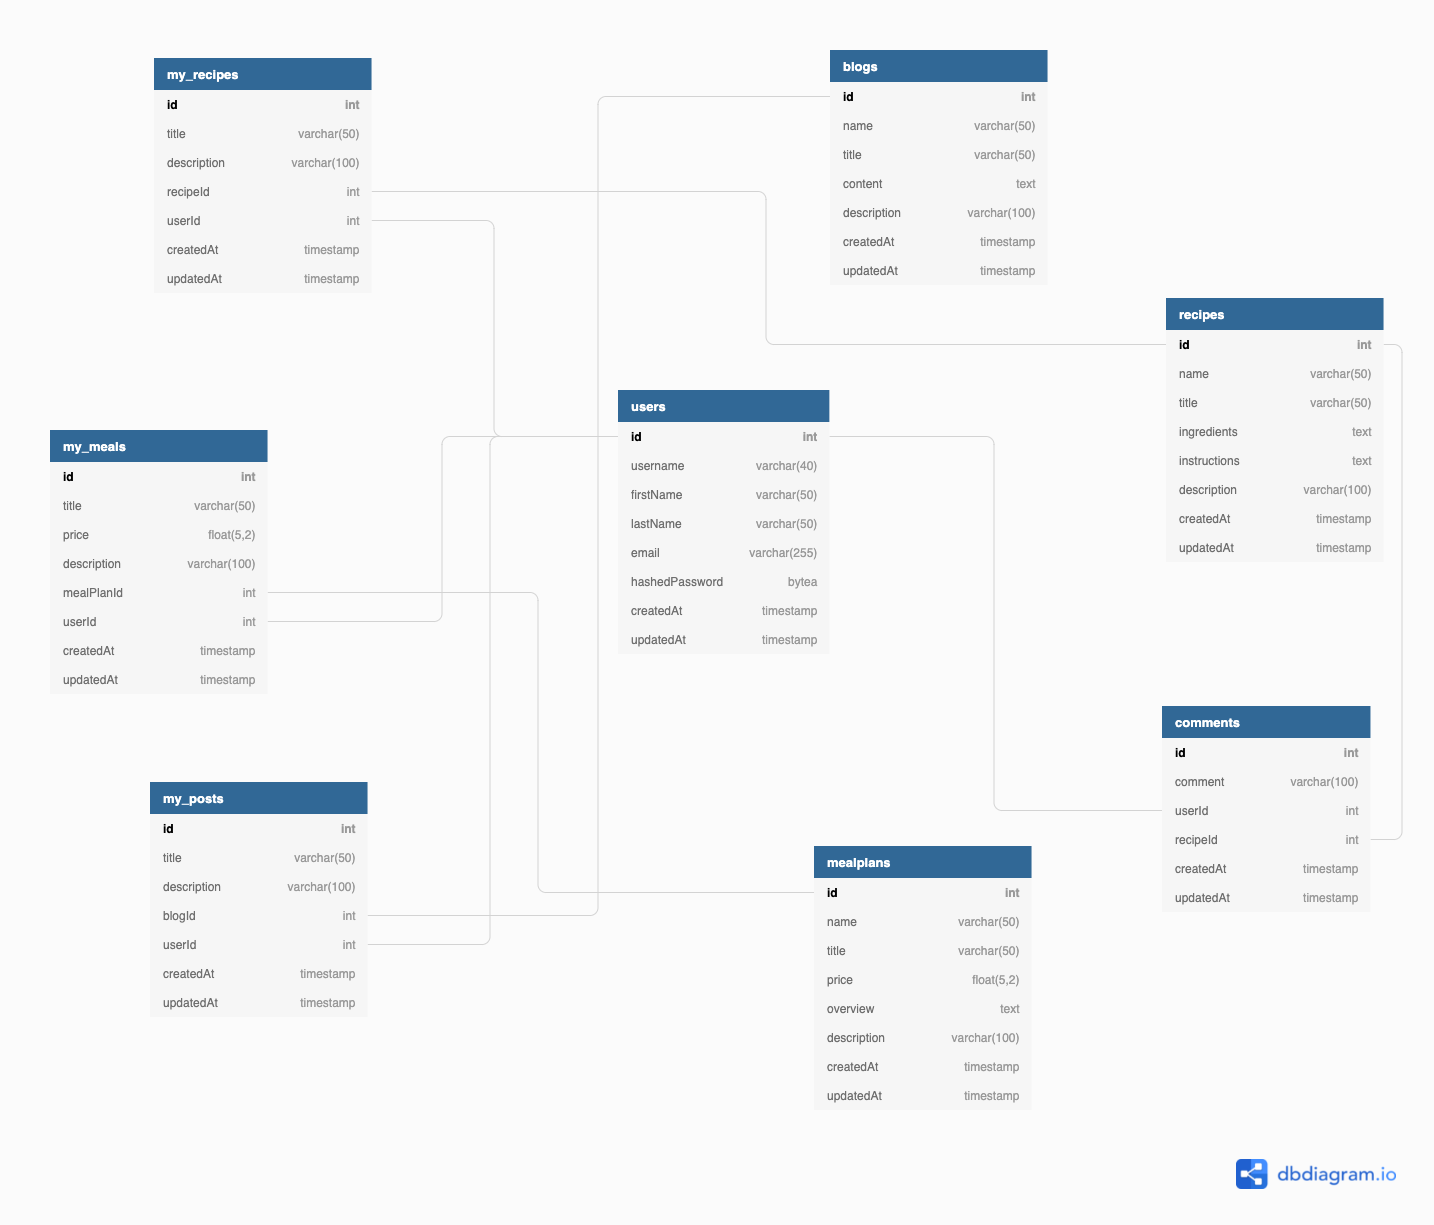 my_recipes
id int
title varchar(50)
description varchar(100)
recipeId int
userId int
createdAt timestamp
updatedAt timestamp
blogs
id int
name varchar(50)
title varchar(50)
content text
description varchar(100)
createdAt timestamp
updatedAt timestamp
recipes
id int
name varchar(50)
title varchar(50)
ingredients text
instructions text
description varchar(100)
createdAt timestamp
updatedAt timestamp
users
id int
username varchar(40)
firstName varchar(50)
lastName varchar(50)
email varchar(255)
hashedPassword bytea
createdAt timestamp
updatedAt timestamp
my_meals
id int
title varchar(50)
price float(5,2)
description varchar(100)
mealPlanId int
userId int
createdAt timestamp
updatedAt timestamp
comments
id int
comment varchar(100)
userId int
recipeId int
createdAt timestamp
updatedAt timestamp
my_posts
id int
title varchar(50)
description varchar(100)
blogId int
userId int
createdAt timestamp
updatedAt timestamp
mealplans
id int
name varchar(50)
title varchar(50)
price float(5,2)
overview text
description varchar(100)
createdAt timestamp
updatedAt timestamp
dbdiagram.io